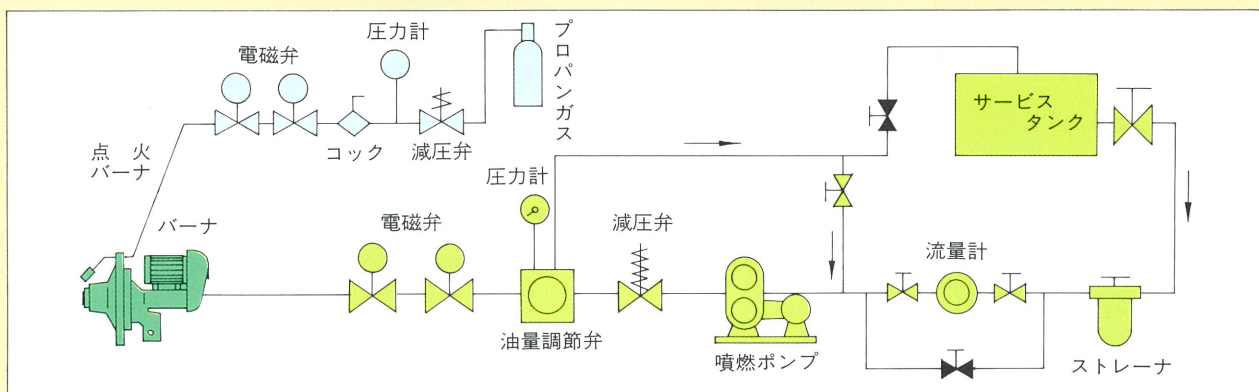 圧力計
電磁弁
プロパンガス
サービス
タンク
コック
減圧弁
点火
バーナ
圧力計
バーナ
電磁弁
減圧弁
流量計
油量調節弁
噴燃ポンプ
ストレーナ